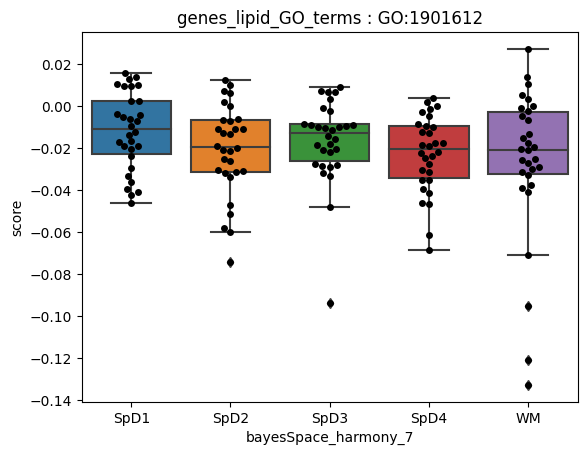 genes_lipid_GO_terms : GO:1901612
score
0.02
0.00
−0.02
−0.04
−0.06
−0.08
−0.10
−0.12
−0.14
SpD1 SpD2 SpD3 SpD4 WM
bayesSpace_harmony_7